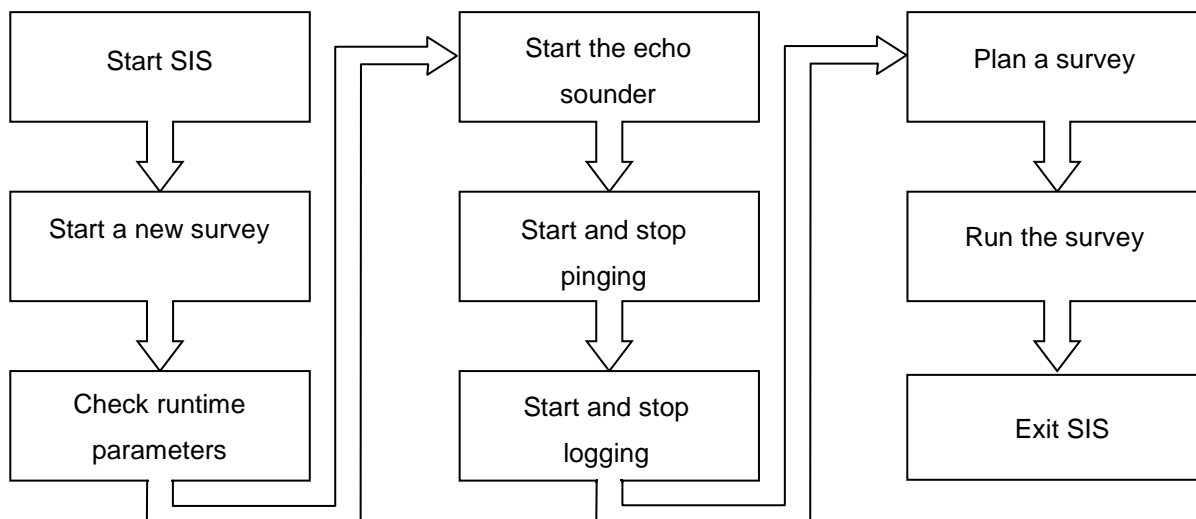 Start SIS
Start a new survey
Check runtime
parameters
Start the echo
sounder
Start and stop
pinging
Start and stop
logging
Plan a survey
Run the survey
Exit SIS